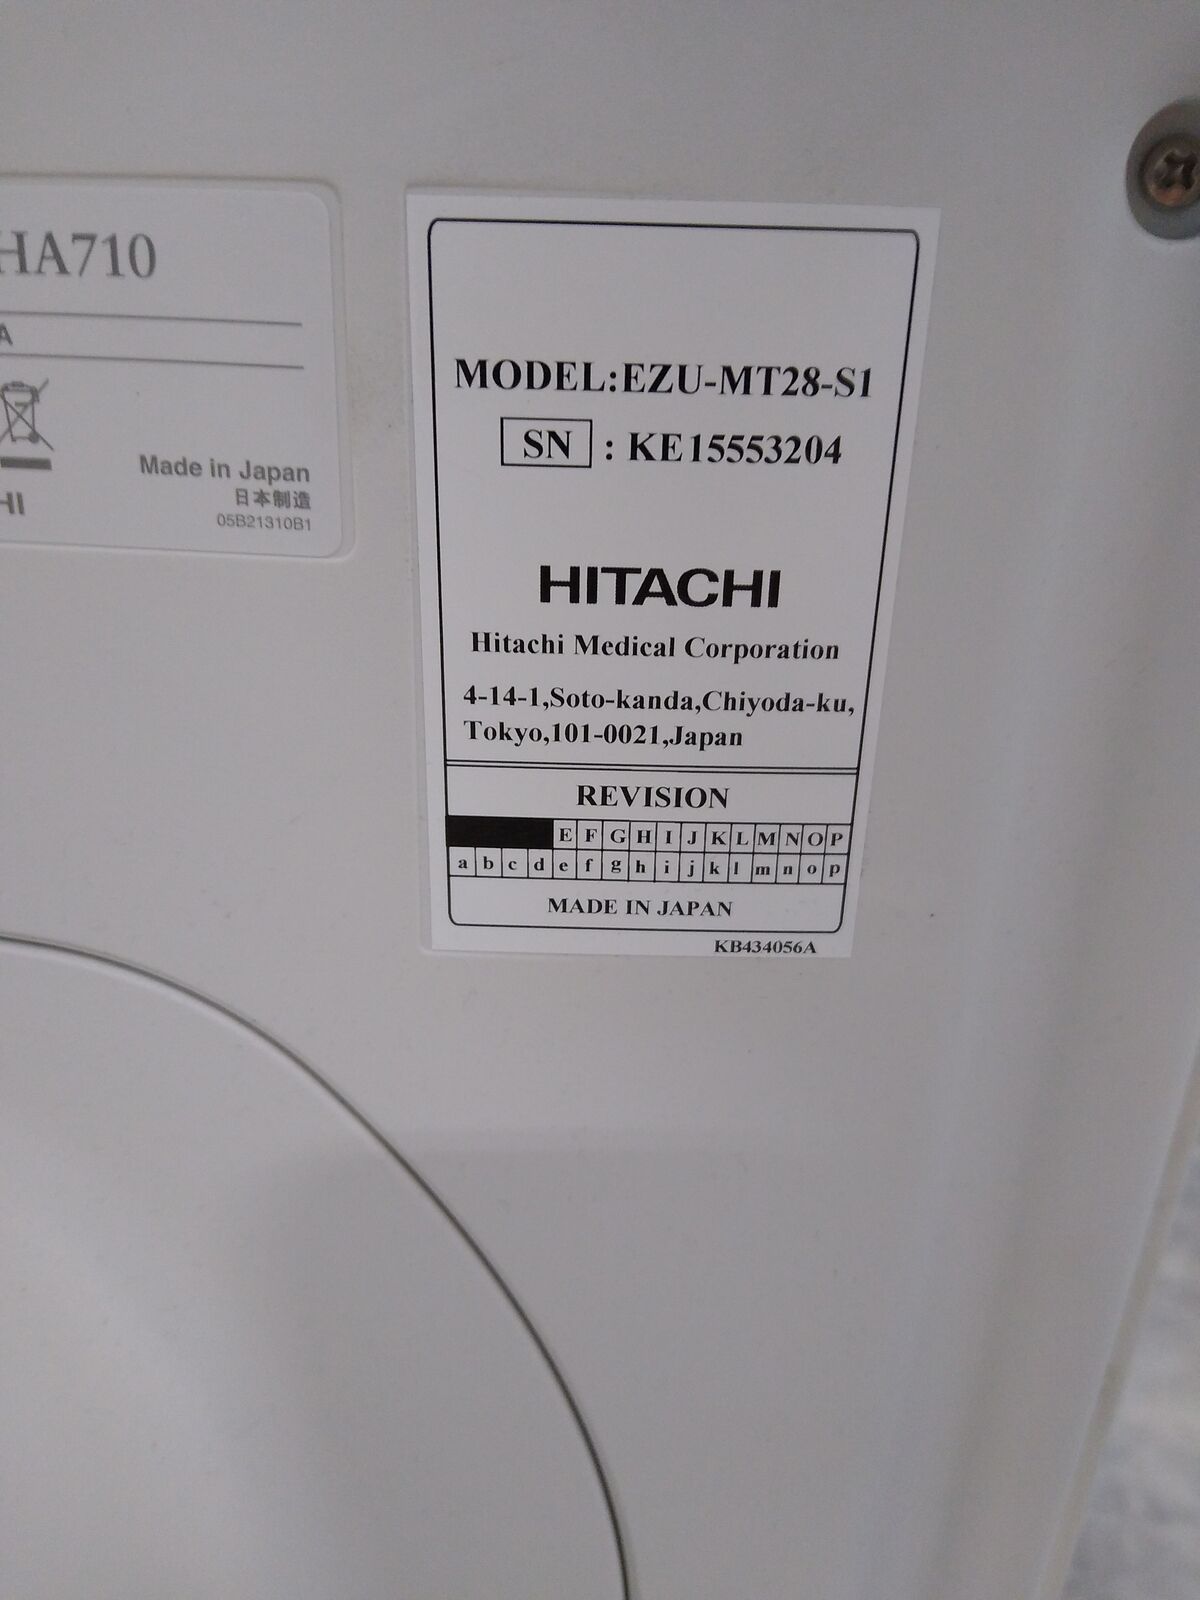 HA710
A
Made in Japan
日本制造
HI
05B21310B1
MODEL:EZU-MT28-S1
SN : KE15553204
HITACHI
Hitachi Medical Corporation
4-14-1,Soto-kanda,Chiyoda-ku,
Tokyo,101-0021,Japan
REVISION
E F G H I J K L M N O P
a b c d e f g h i j k l m n o p
MADE IN JAPAN
KB434056A